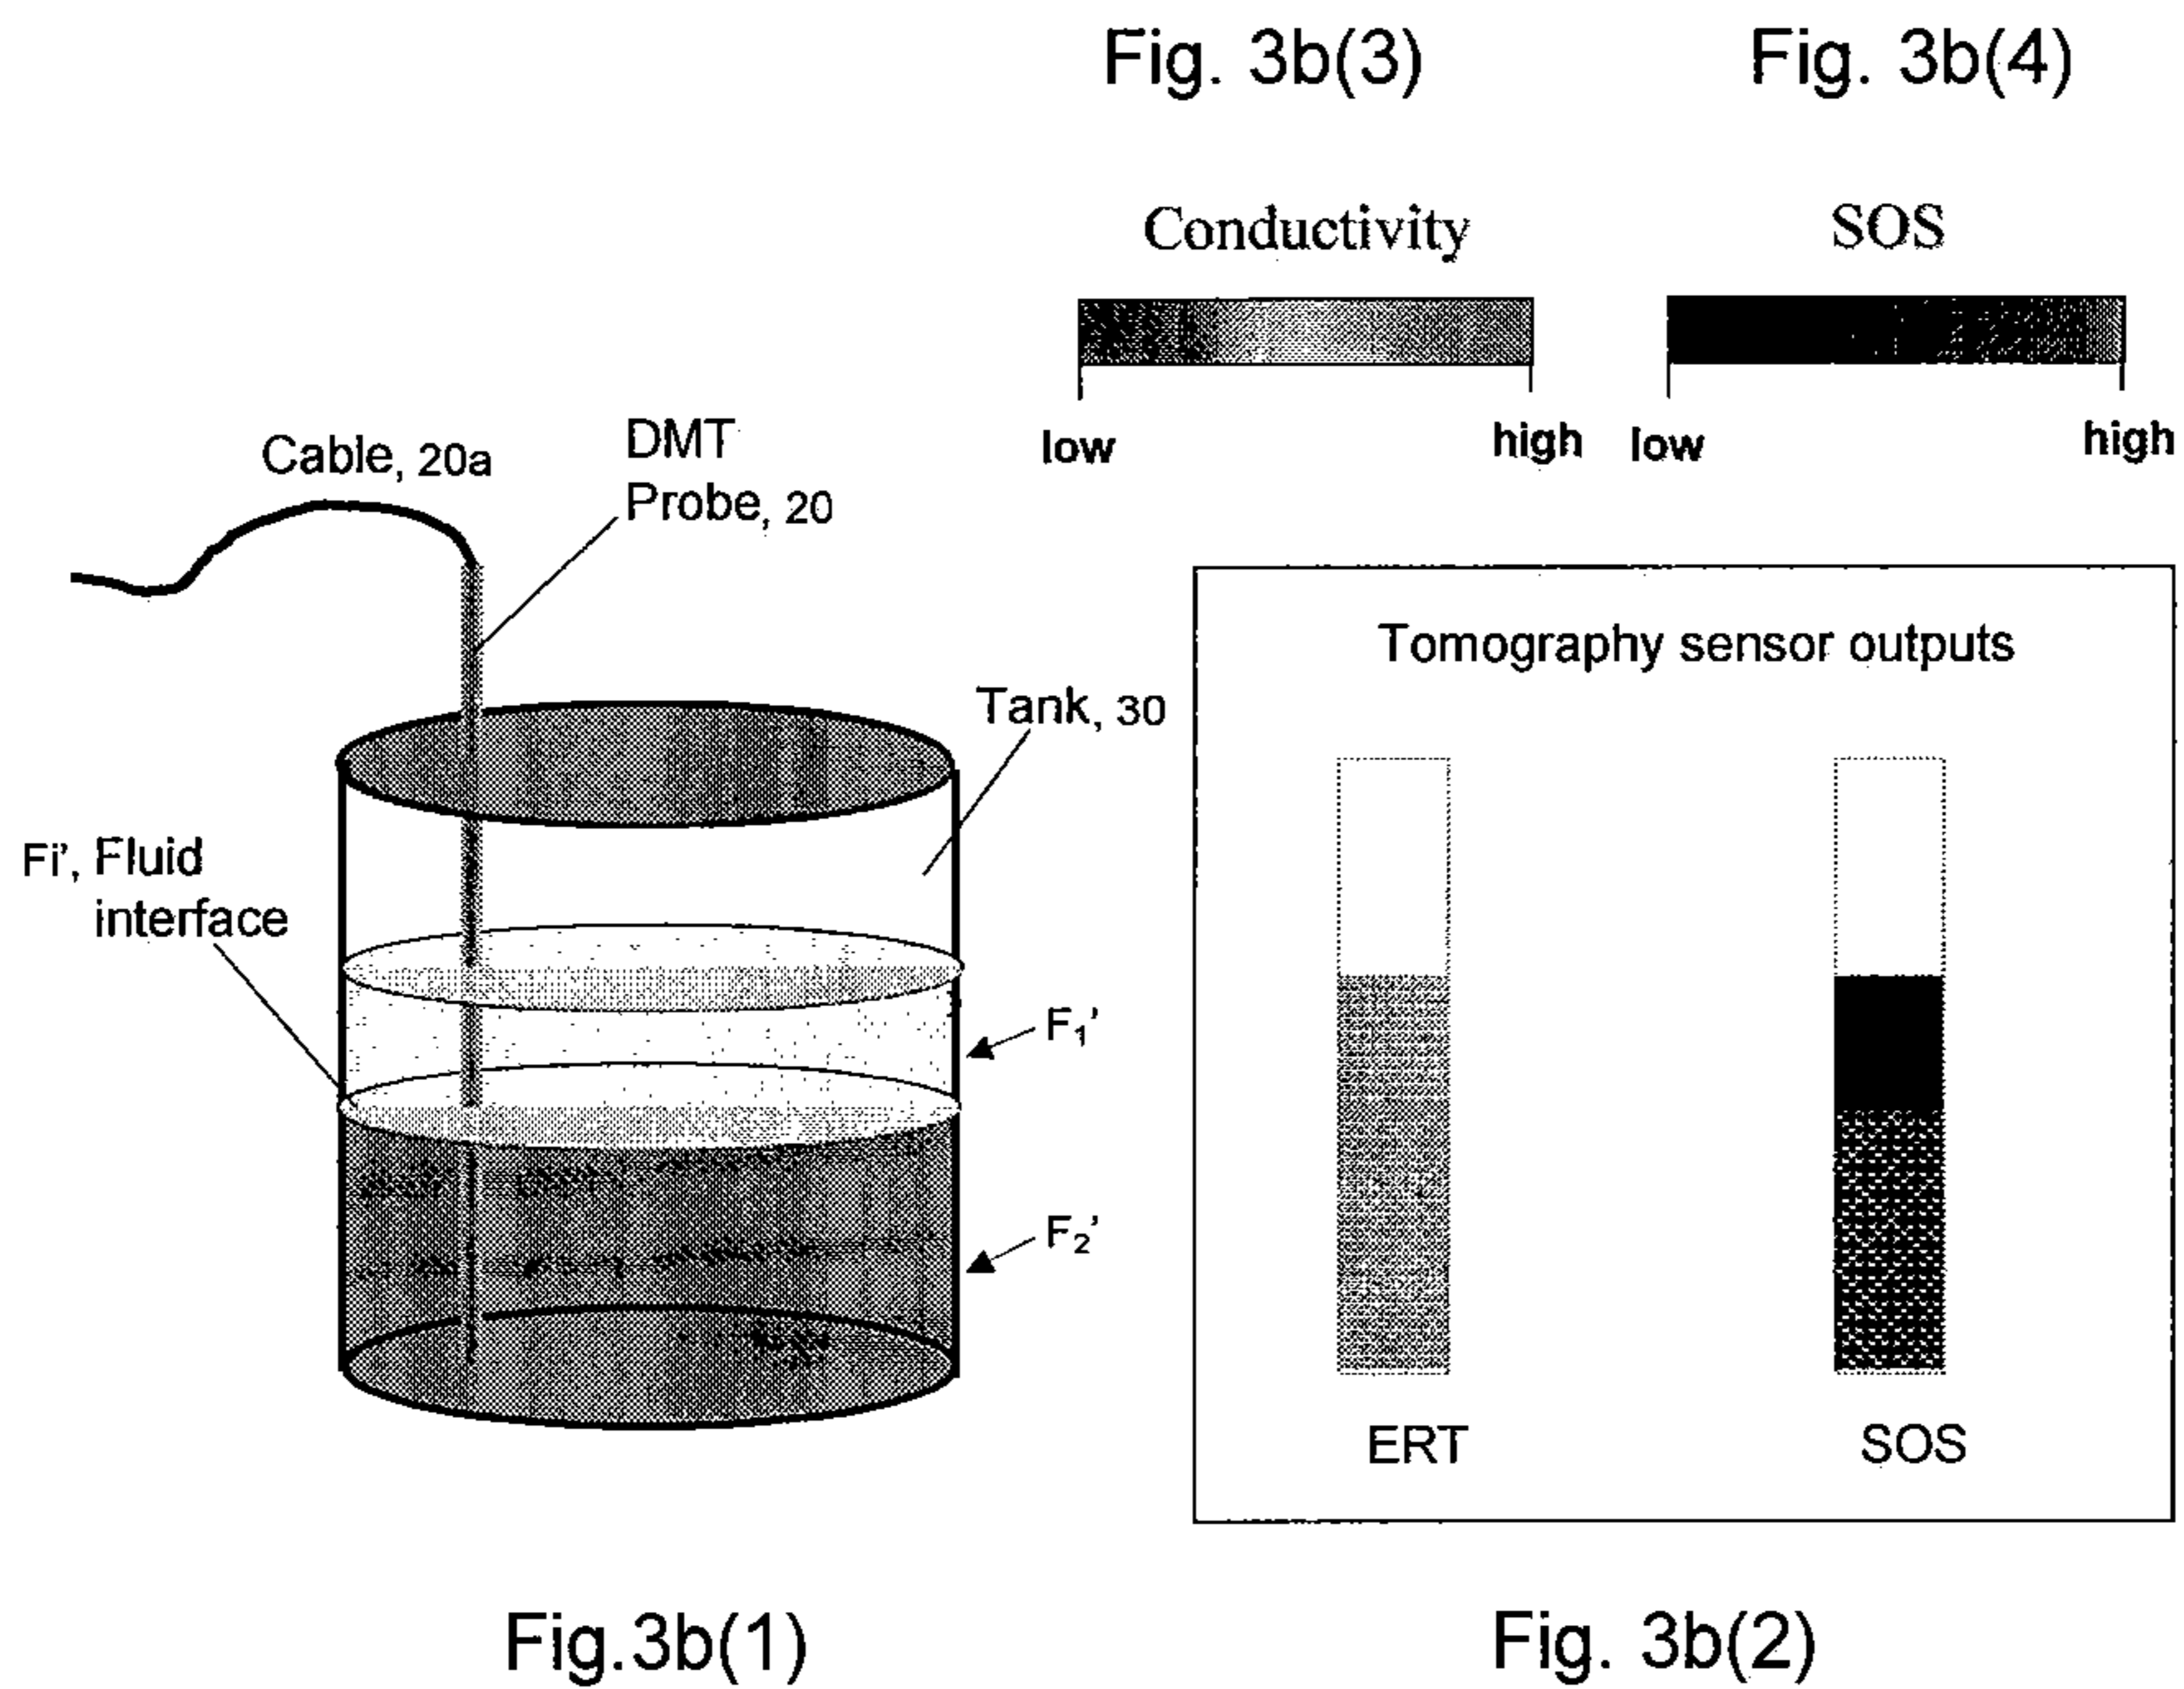 Fig. 3b(3)
Fig. 3b(4)
Conductivity
SOS
low
high
low
high
Cable, 20a
DMT
Probe, 20
Tank, 30
Fi’, Fluid
interface
F₁’
F₂’
Tomography sensor outputs
ERT
SOS
Fig.3b(1)
Fig. 3b(2)